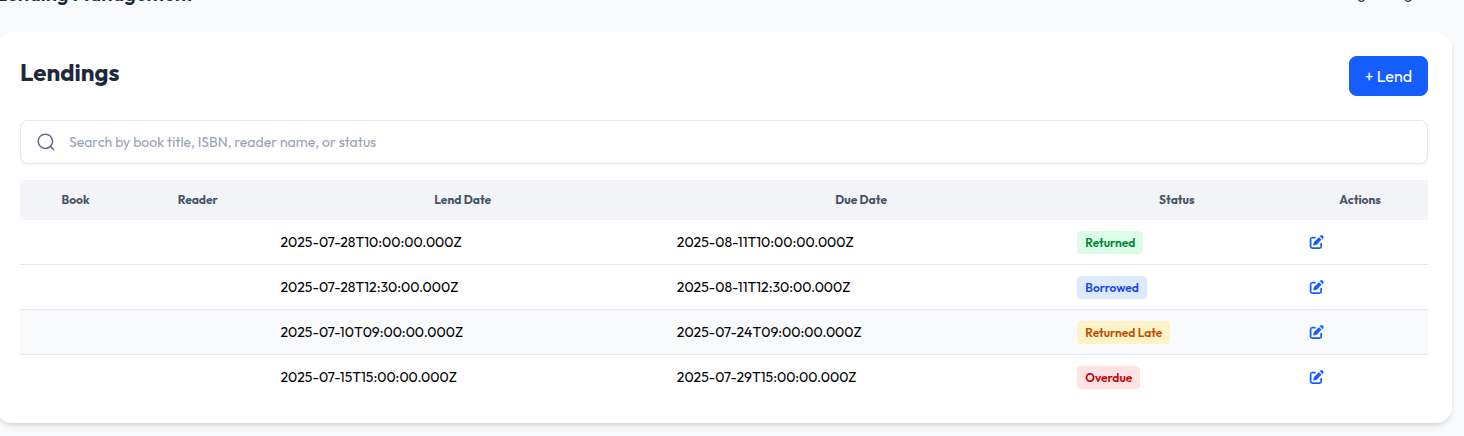 Lending Management
Lendings
+ Lend
Search by book title, ISBN, reader name, or status
Book Reader Lend Date Due Date Status Actions
2025-07-28T10:00:00.000Z 2025-08-11T10:00:00.000Z Returned
2025-07-28T12:30:00.000Z 2025-08-11T12:30:00.000Z Borrowed
2025-07-10T09:00:00.000Z 2025-07-24T09:00:00.000Z Returned Late
2025-07-15T15:00:00.000Z 2025-07-29T15:00:00.000Z Overdue